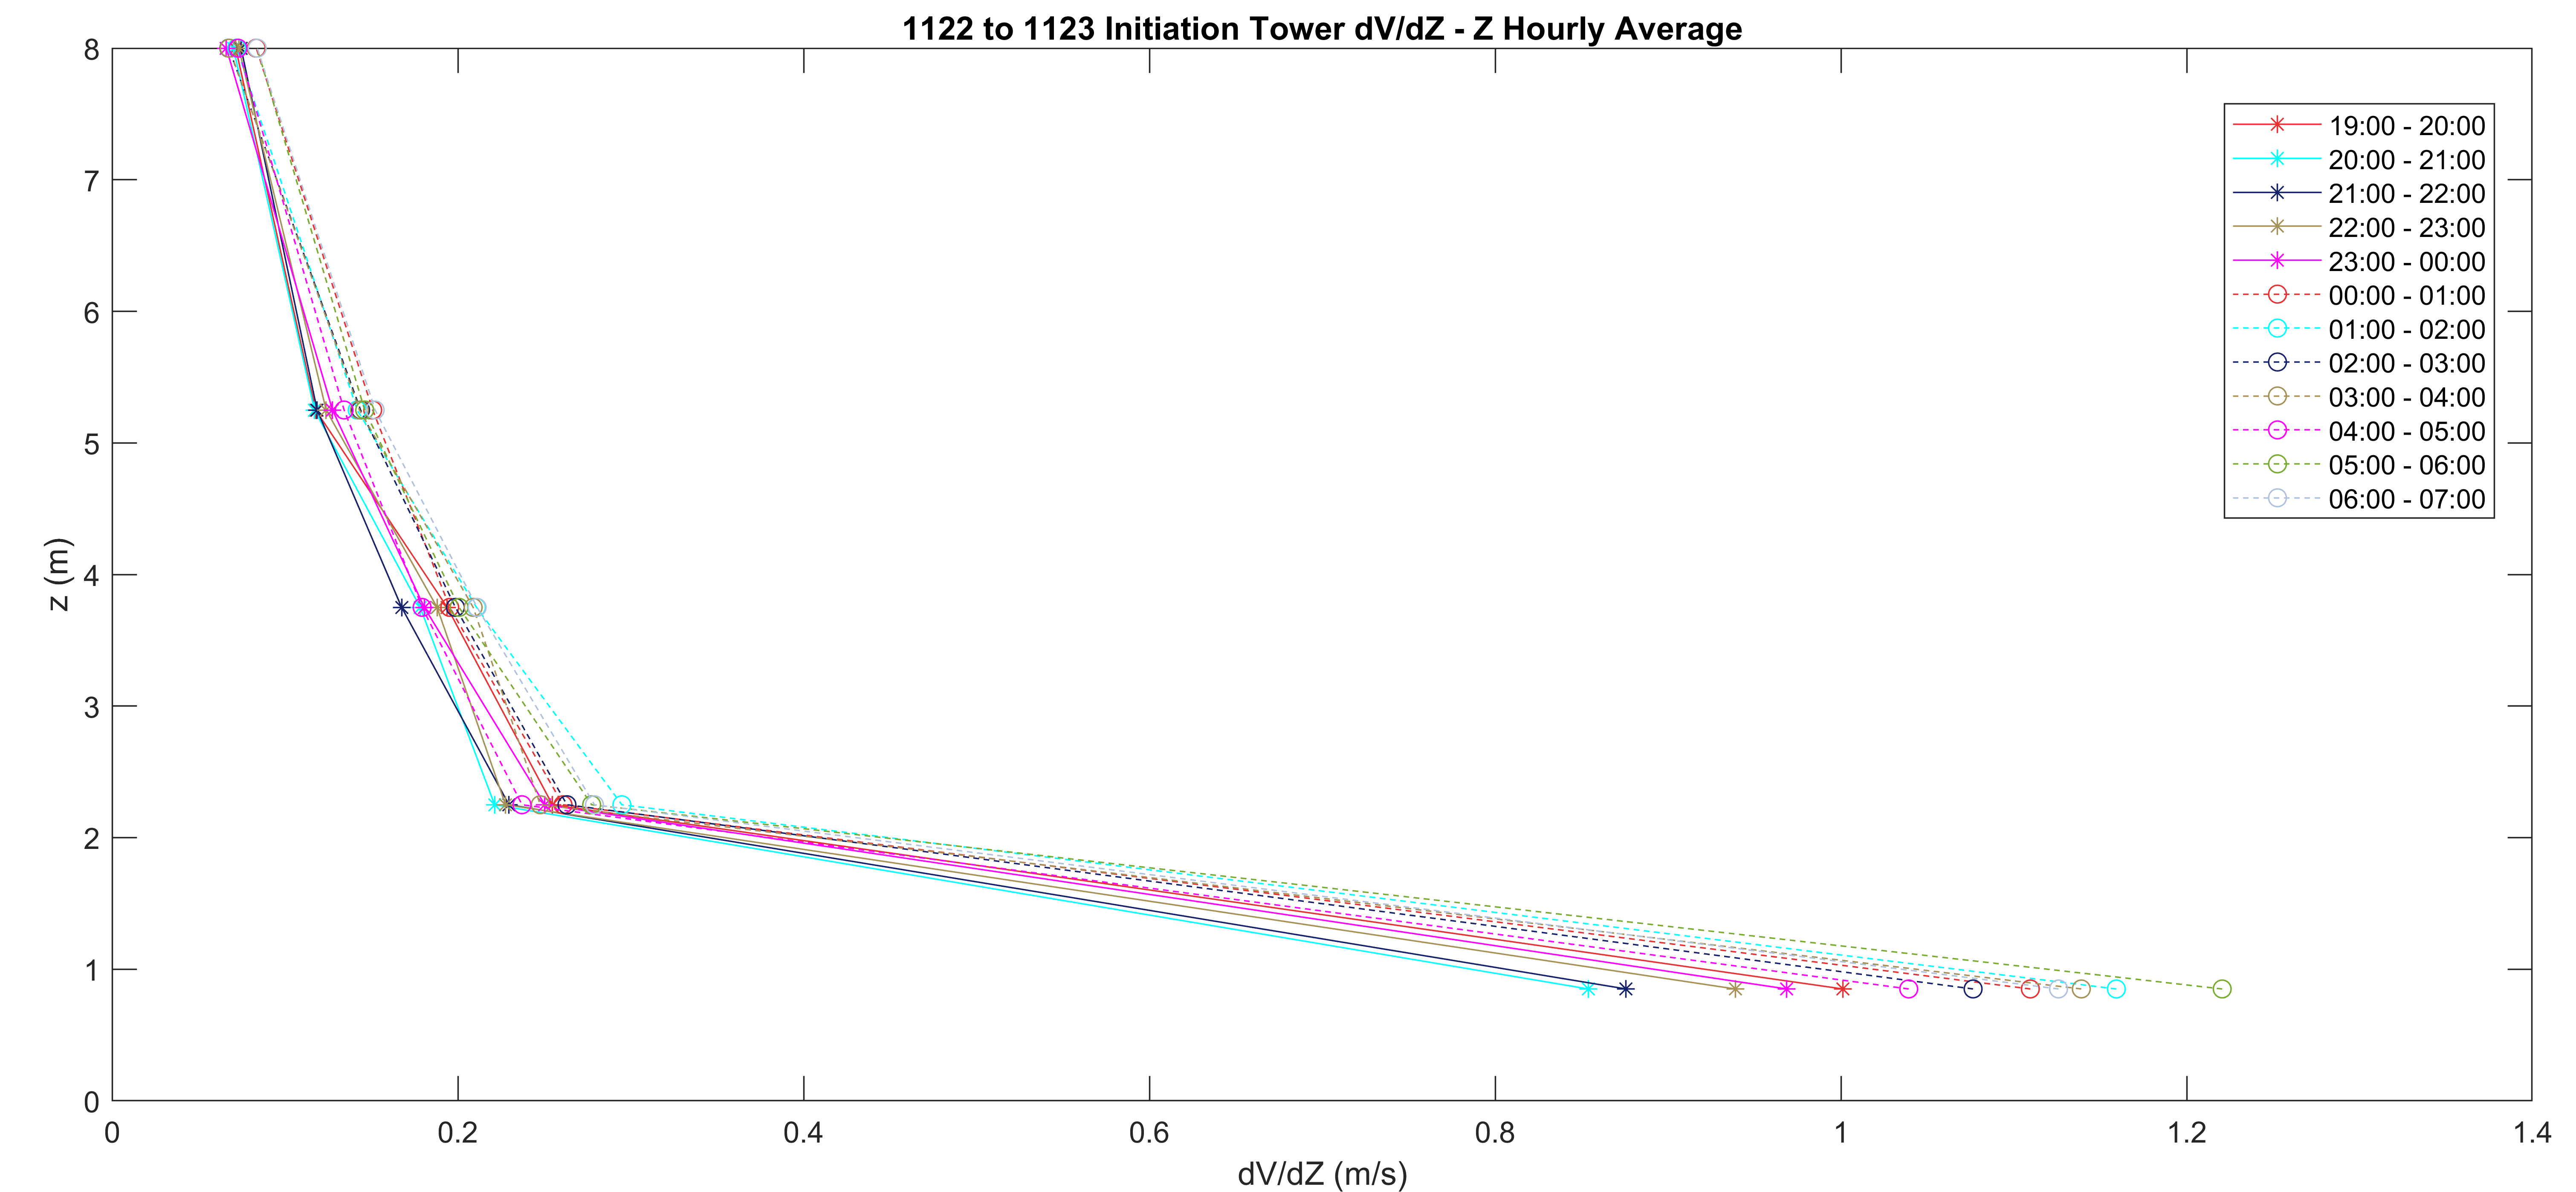 1122 to 1123 Initiation Tower dV/dZ - Z Hourly Average
8
7
6
5
4
3
2
1
0
z (m)
19:00 - 20:00
20:00 - 21:00
21:00 - 22:00
22:00 - 23:00
23:00 - 00:00
00:00 - 01:00
01:00 - 02:00
02:00 - 03:00
03:00 - 04:00
04:00 - 05:00
05:00 - 06:00
06:00 - 07:00
0 0.2 0.4 0.6 0.8 1 1.2 1.4
dV/dZ (m/s)